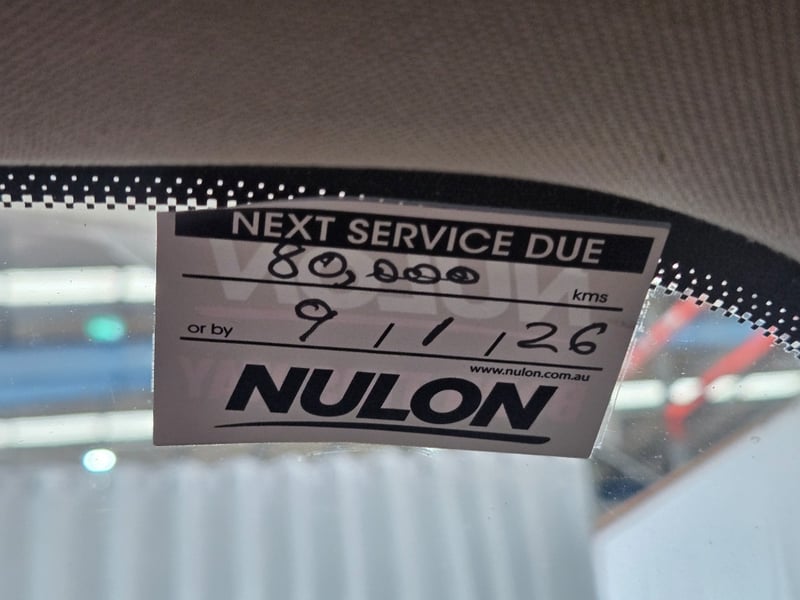 NEXT SERVICE DUE
80,000 kms
or by 9 / 1 / 26
www.nulon.com.au
NULON